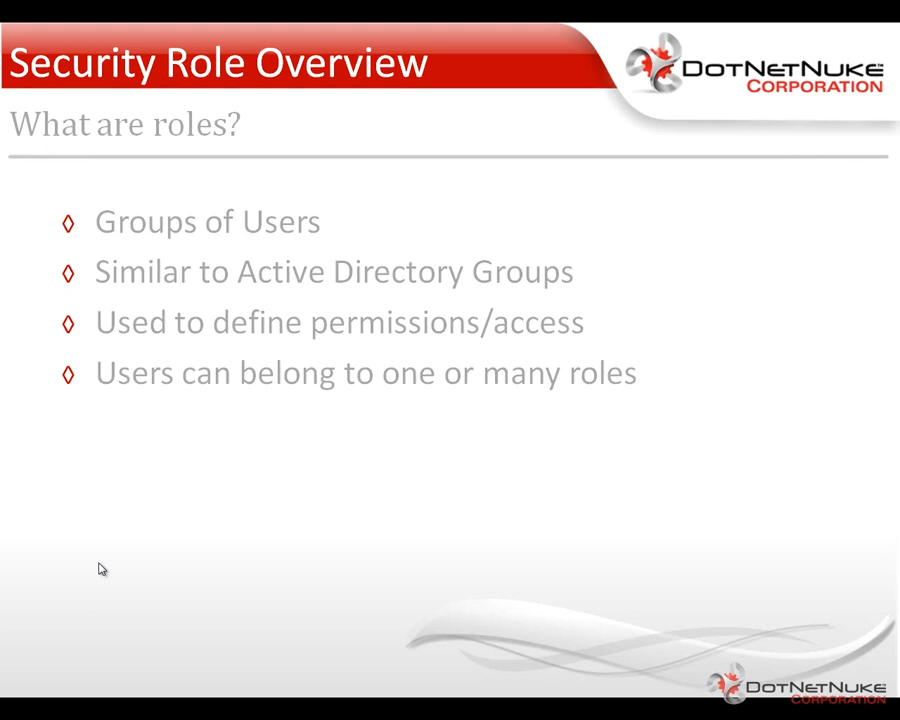 Security Role Overview
DOTNETNUKE
CORPORATION
What are roles?
Groups of Users
Similar to Active Directory Groups
Used to define permissions/access
Users can belong to one or many roles
DOTNETNUKE
CORPORATION